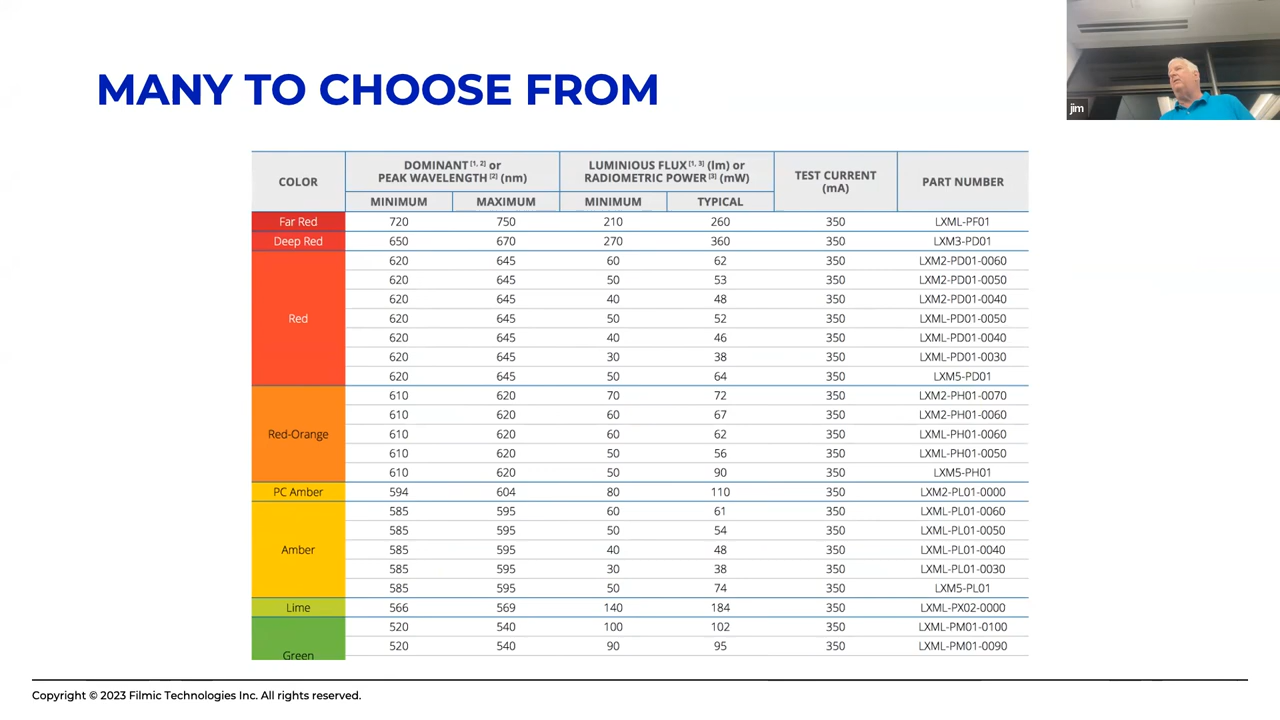 MANY TO CHOOSE FROM
jim
COLOR
DOMINANT [1, 2] or
PEAK WAVELENGTH [2] (nm)
LUMINIOUS FLUX [1, 3] (lm) or
RADIOMETRIC POWER [3] (mW)
TEST CURRENT
(mA)
PART NUMBER
MINIMUM MAXIMUM MINIMUM TYPICAL
Far Red 720 750 210 260 350 LXML-PF01
Deep Red 650 670 270 360 350 LXM3-PD01
Red
620 645 60 62 350 LXM2-PD01-0060
620 645 50 53 350 LXM2-PD01-0050
620 645 40 48 350 LXM2-PD01-0040
620 645 50 52 350 LXML-PD01-0050
620 645 40 46 350 LXML-PD01-0040
620 645 30 38 350 LXML-PD01-0030
620 645 50 64 350 LXM5-PD01
Red-Orange
610 620 70 72 350 LXM2-PH01-0070
610 620 60 67 350 LXM2-PH01-0060
610 620 60 62 350 LXML-PH01-0060
610 620 50 56 350 LXML-PH01-0050
610 620 50 90 350 LXM5-PH01
PC Amber 594 604 80 110 350 LXM2-PL01-0000
Amber
585 595 60 61 350 LXML-PL01-0060
585 595 50 54 350 LXML-PL01-0050
585 595 40 48 350 LXML-PL01-0040
585 595 30 38 350 LXML-PL01-0030
585 595 50 74 350 LXM5-PL01
Lime 566 569 140 184 350 LXML-PX02-0000
Green
520 540 100 102 350 LXML-PM01-0100
520 540 90 95 350 LXML-PM01-0090
Copyright © 2023 Filmic Technologies Inc. All rights reserved.